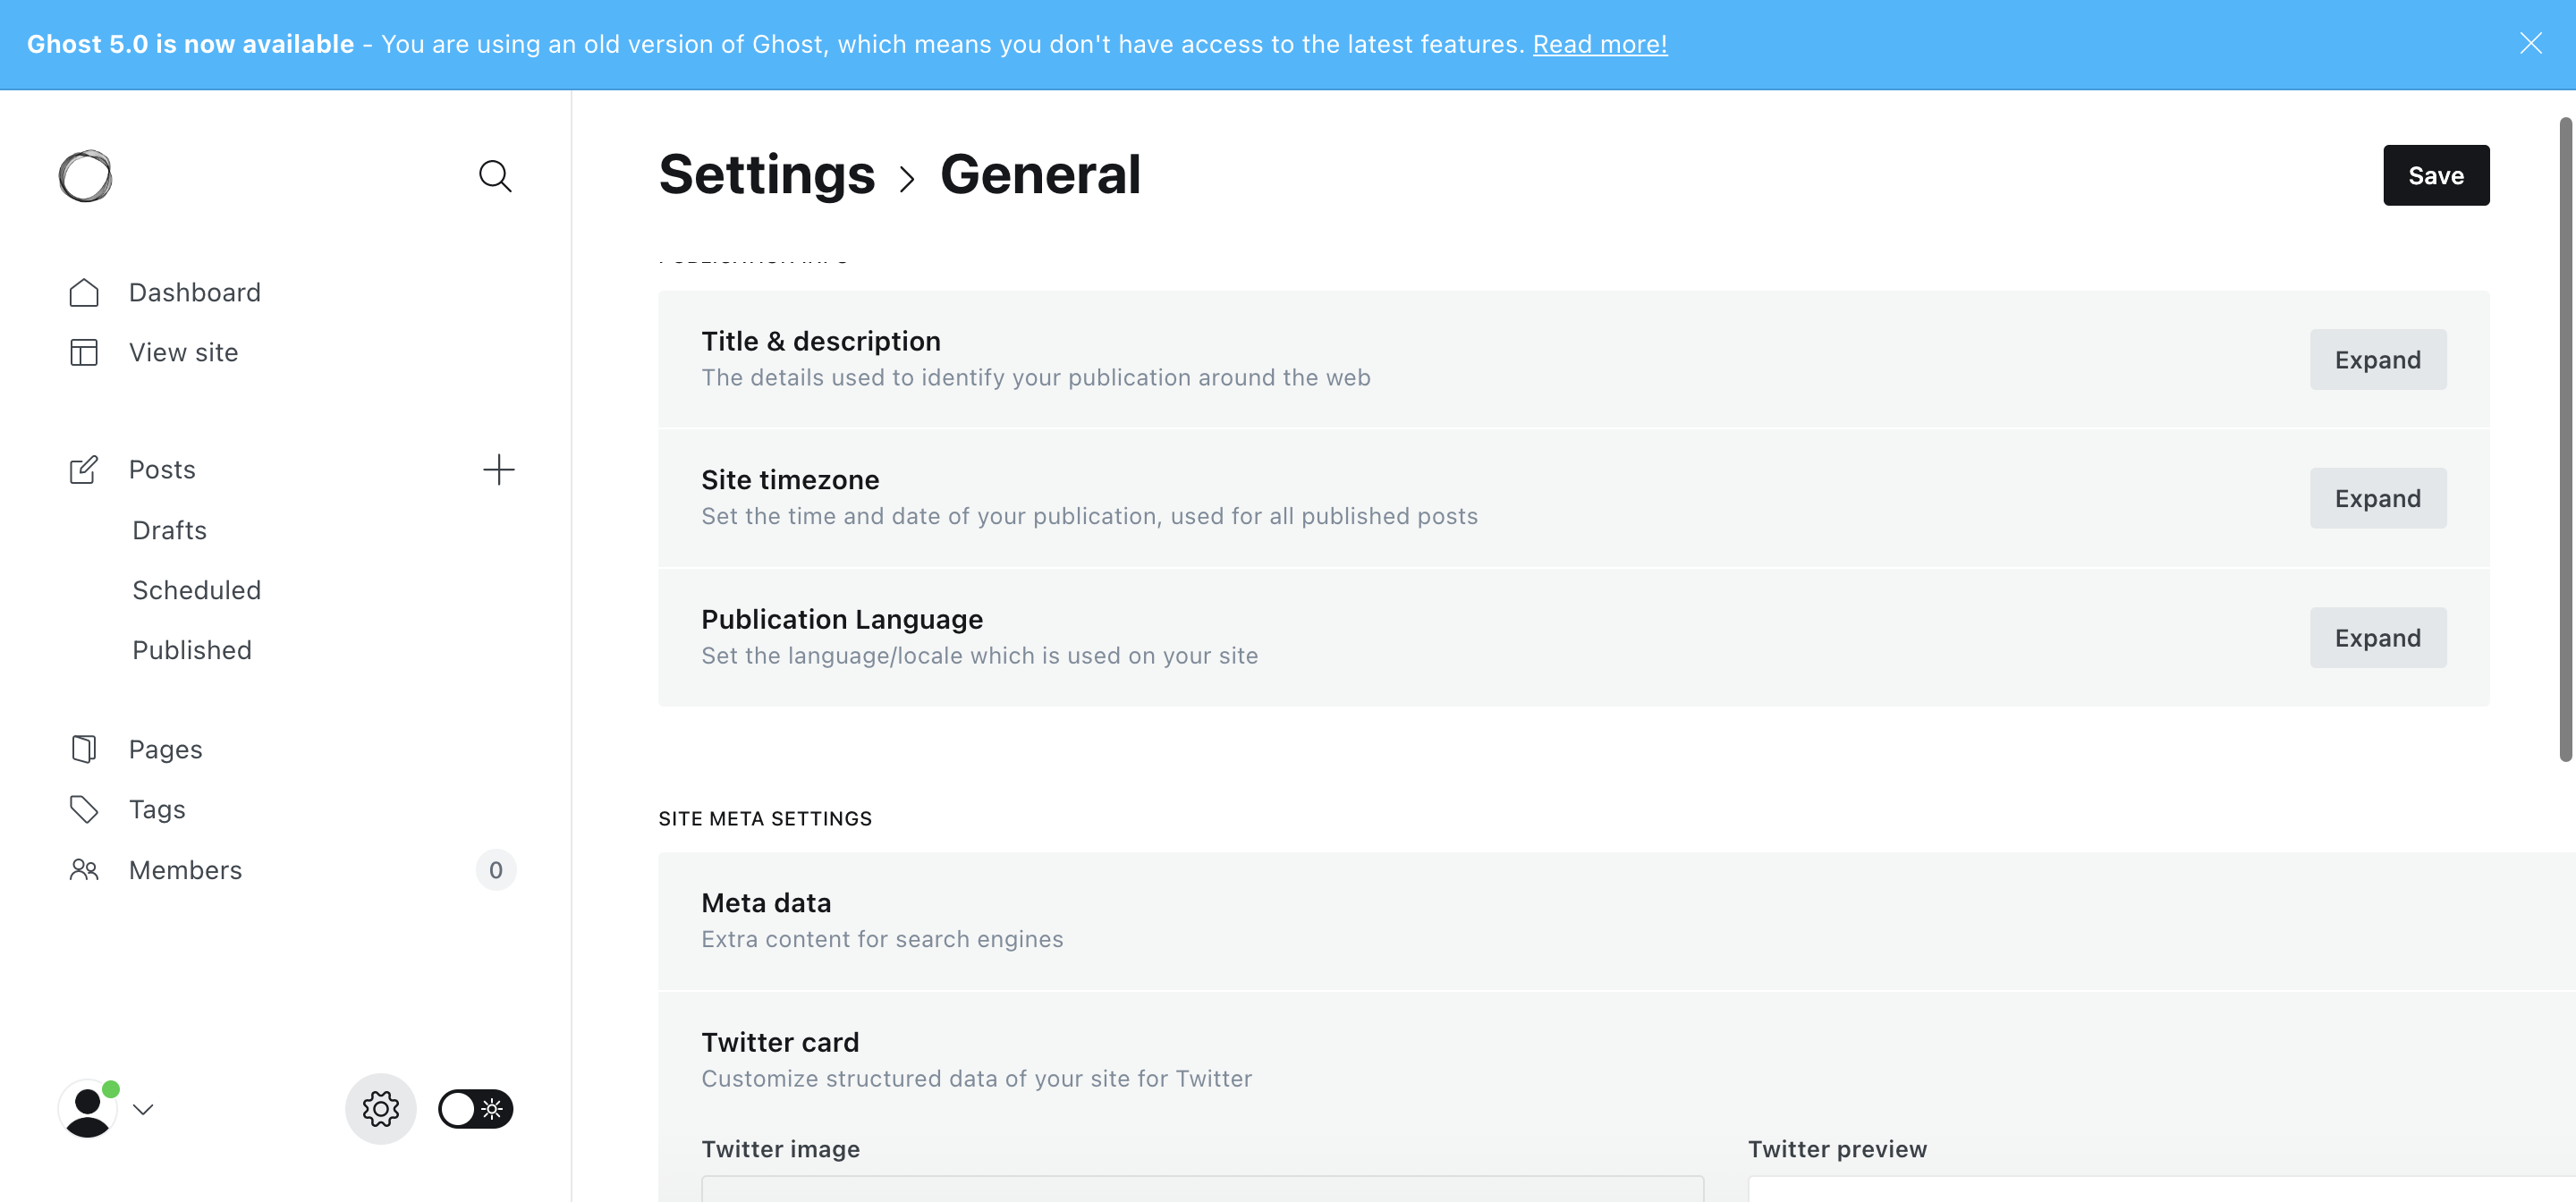 Ghost 5.0 is now available - You are using an old version of Ghost, which means you don't have access to the latest features. Read more!
Dashboard
View site
Posts
Drafts
Scheduled
Published
Pages
Tags
Members
0
Settings > General
Save
Title & description
The details used to identify your publication around the web
Expand
Site timezone
Set the time and date of your publication, used for all published posts
Expand
Publication Language
Set the language/locale which is used on your site
Expand
SITE META SETTINGS
Meta data
Extra content for search engines
Twitter card
Customize structured data of your site for Twitter
Twitter image
Twitter preview